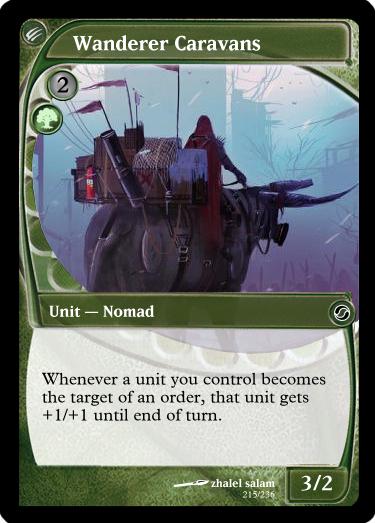 Wanderer Caravans
2
Unit — Nomad
Whenever a unit you control becomes
the target of an order, that unit gets
+1/+1 until end of turn.
zhalel salam
215/236
3/2